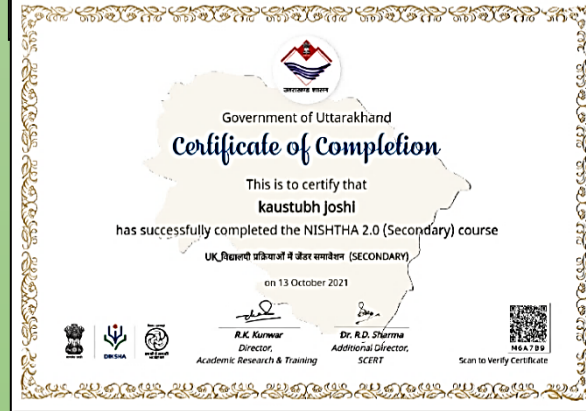 उत्तराखण्ड शासन
Government of Uttarakhand
Certificate of Completion
This is to certify that
kaustubh joshi
has successfully completed the NISHTHA 2.0 (Secondary) course
UK_विद्यालयी प्रक्रियाओं में जेंडर समावेशन (SECONDARY)
on 13 October 2021
R.K. Kunwar
Director,
Academic Research & Training
Dr. R.D. Sharma
Additional Director,
SCERT
DIKSHA
M6A7B9
Scan to Verify Certificate